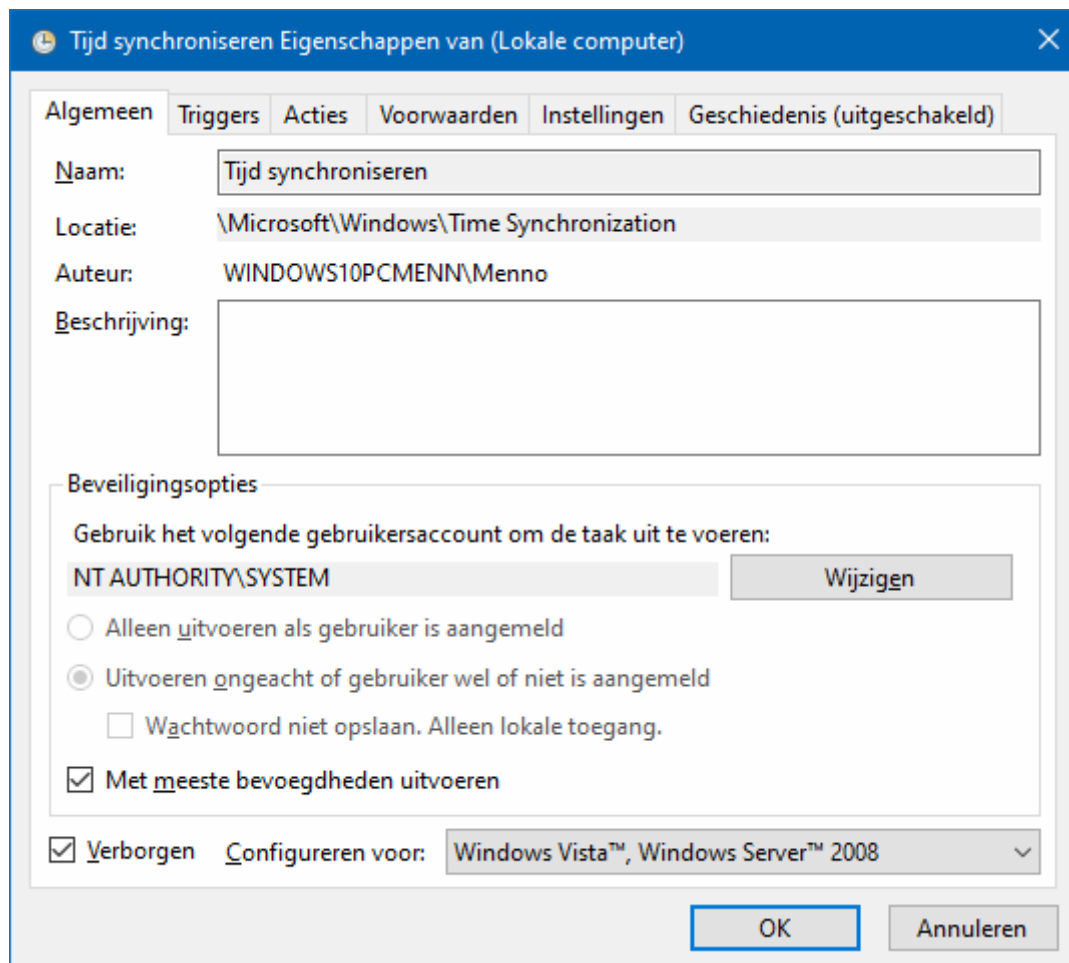 Tijd synchroniseren Eigenschappen van (Lokale computer)
Algemeen Triggers Acties Voorwaarden Instellingen Geschiedenis (uitgeschakeld)
Naam: Tijd synchroniseren
Locatie: \Microsoft\Windows\Time Synchronization
Auteur: WINDOWS10PCMENN\Menno
Beschrijving:
Beveiligingsopties
Gebruik het volgende gebruikersaccount om de taak uit te voeren:
NT AUTHORITY\SYSTEM Wijzigen
Alleen uitvoeren als gebruiker is aangemeld
Uitvoeren ongeacht of gebruiker wel of niet is aangemeld
Wachtwoord niet opslaan. Alleen lokale toegang.
Met meeste bevoegdheden uitvoeren
Verborgen Configureren voor: Windows Vista™, Windows Server™ 2008
OK Annuleren